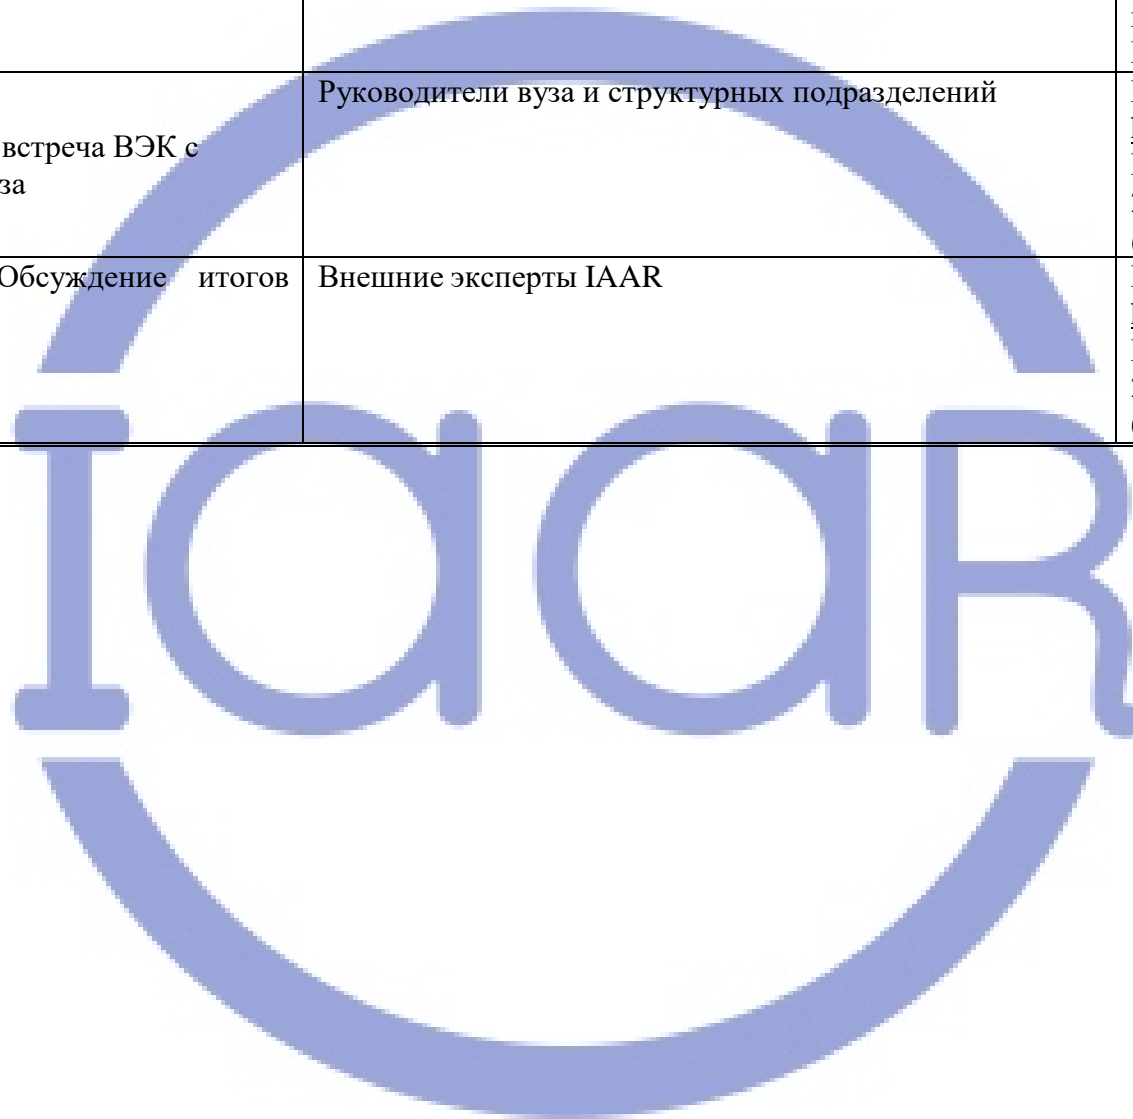 Руководители вуза и структурных подразделений
встреча ВЭК с
за
Обсуждение итогов
Внешние эксперты IAAR
IaaR